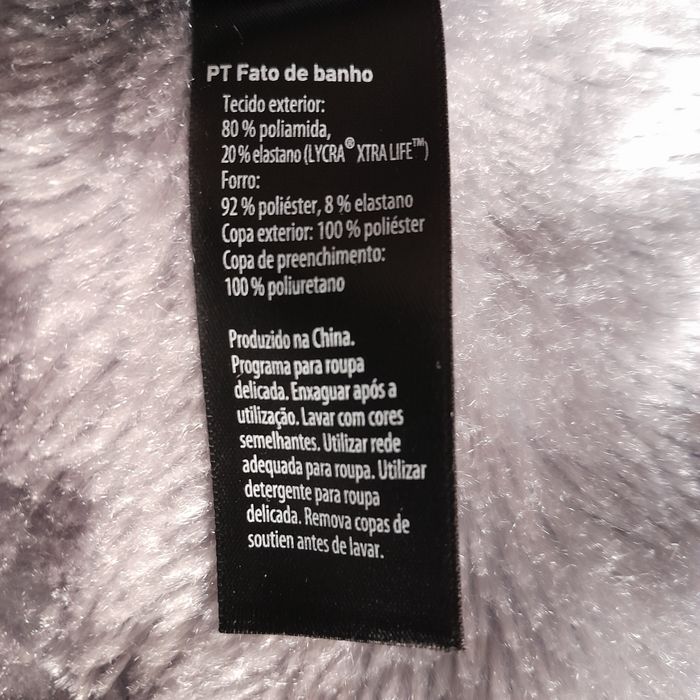 PT Fato de banho
Tecido exterior:
80 % poliamida,
20 % elastano (LYCRA® XTRA LIFE™)
Forro:
92 % poliéster, 8 % elastano
Copa exterior: 100 % poliéster
Copa de preenchimento:
100 % poliuretano
Produzido na China.
Programa para roupa
delicada. Enxaguar após a
utilização. Lavar com cores
semelhantes. Utilizar rede
adequada para roupa. Utilizar
detergente para roupa
delicada. Remova copas de
soutien antes de lavar.